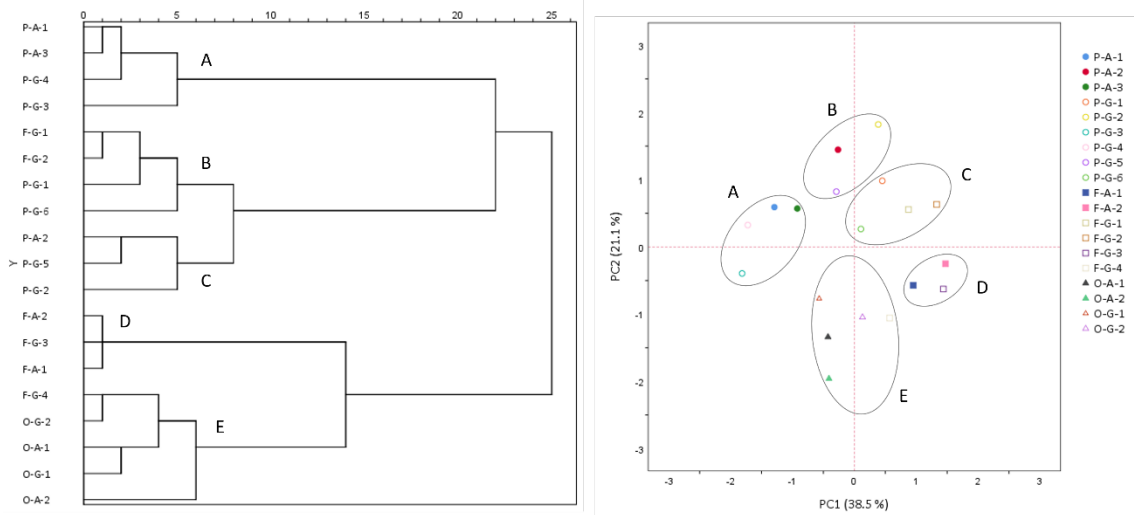 0 5 10 15 20 25
P-A-1
P-A-3
P-G-4
P-G-3
F-G-1
F-G-2
P-G-1
P-G-6
P-A-2
Y P-G-5
P-G-2
F-A-2
F-G-3
F-A-1
F-G-4
O-G-2
O-A-1
O-G-1
O-A-2
A
B
C
D
E
PC2 (21.1 %)
3
2
1
0
-1
-2
-3
-3 -2 -1 0 1 2 3
PC1 (38.5 %)
B
C
A
D
E
P-A-1
P-A-2
P-A-3
P-G-1
P-G-2
P-G-3
P-G-4
P-G-5
P-G-6
F-A-1
F-A-2
F-G-1
F-G-2
F-G-3
F-G-4
O-A-1
O-A-2
O-G-1
O-G-2